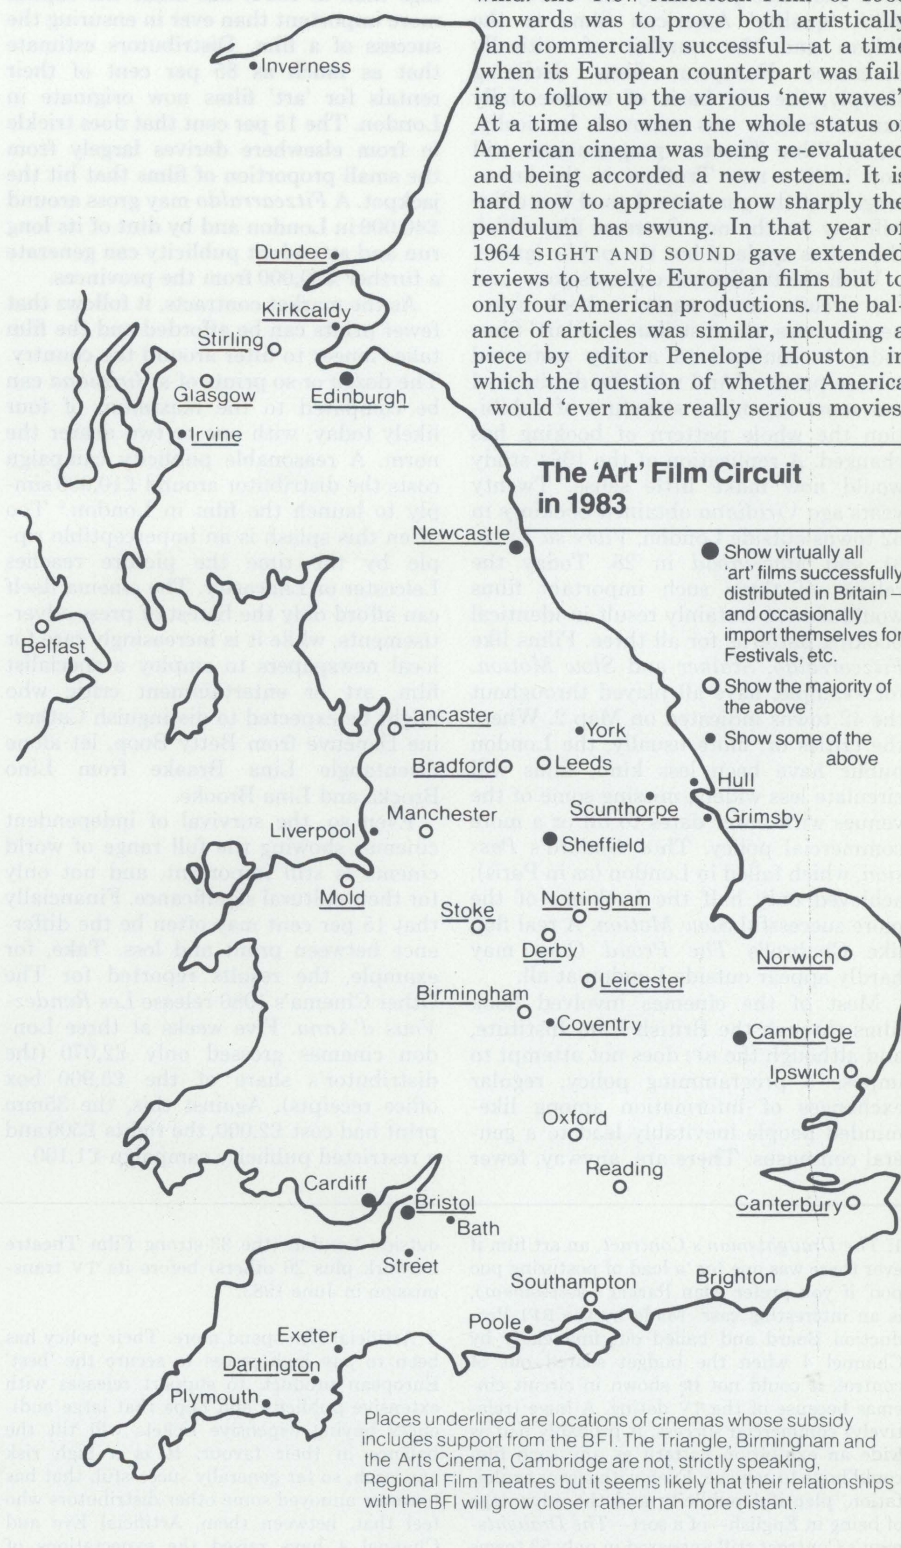 onwards was to prove both artistically
and commercially successful—at a time
when its European counterpart was fail
ing to follow up the various 'new waves'
At a time also when the whole status o
American cinema was being re-evaluated
and being accorded a new esteem. It is
hard now to appreciate how sharply the
pendulum has swung. In that year of
1964 SIGHT AND SOUND gave extended
reviews to twelve European films but to
only four American productions. The bal-
ance of articles was similar, including a
piece by editor Penelope Houston in
which the question of whether America
would 'ever make really serious movies
Inverness
Dundee
Kirkcaldy
Stirling
Glasgow
Edinburgh
Irvine
The 'Art' Film Circuit
in 1983
Newcastle
Show virtually all
'art' films successfully
distributed in Britain —
and occasionally
import themselves for
Festivals, etc.
Show the majority of
the above
Show some of the
above
Belfast
Lancaster
York
Bradford
Leeds
Hull
Scunthorpe
Grimsby
Manchester
Liverpool
Sheffield
Mold
Stoke
Nottingham
Derby
Norwich
Leicester
Birmingham
Coventry
Cambridge
Ipswich
Oxford
Reading
Cardiff
Bristol
Canterbury
Bath
Street
Southampton
Brighton
Poole
Exeter
Dartington
Plymouth
Places underlined are locations of cinemas whose subsidy
includes support from the BFI. The Triangle, Birmingham and
the Arts Cinema, Cambridge are not, strictly speaking,
Regional Film Theatres but it seems likely that their relationships
with the BFI will grow closer rather than more distant.